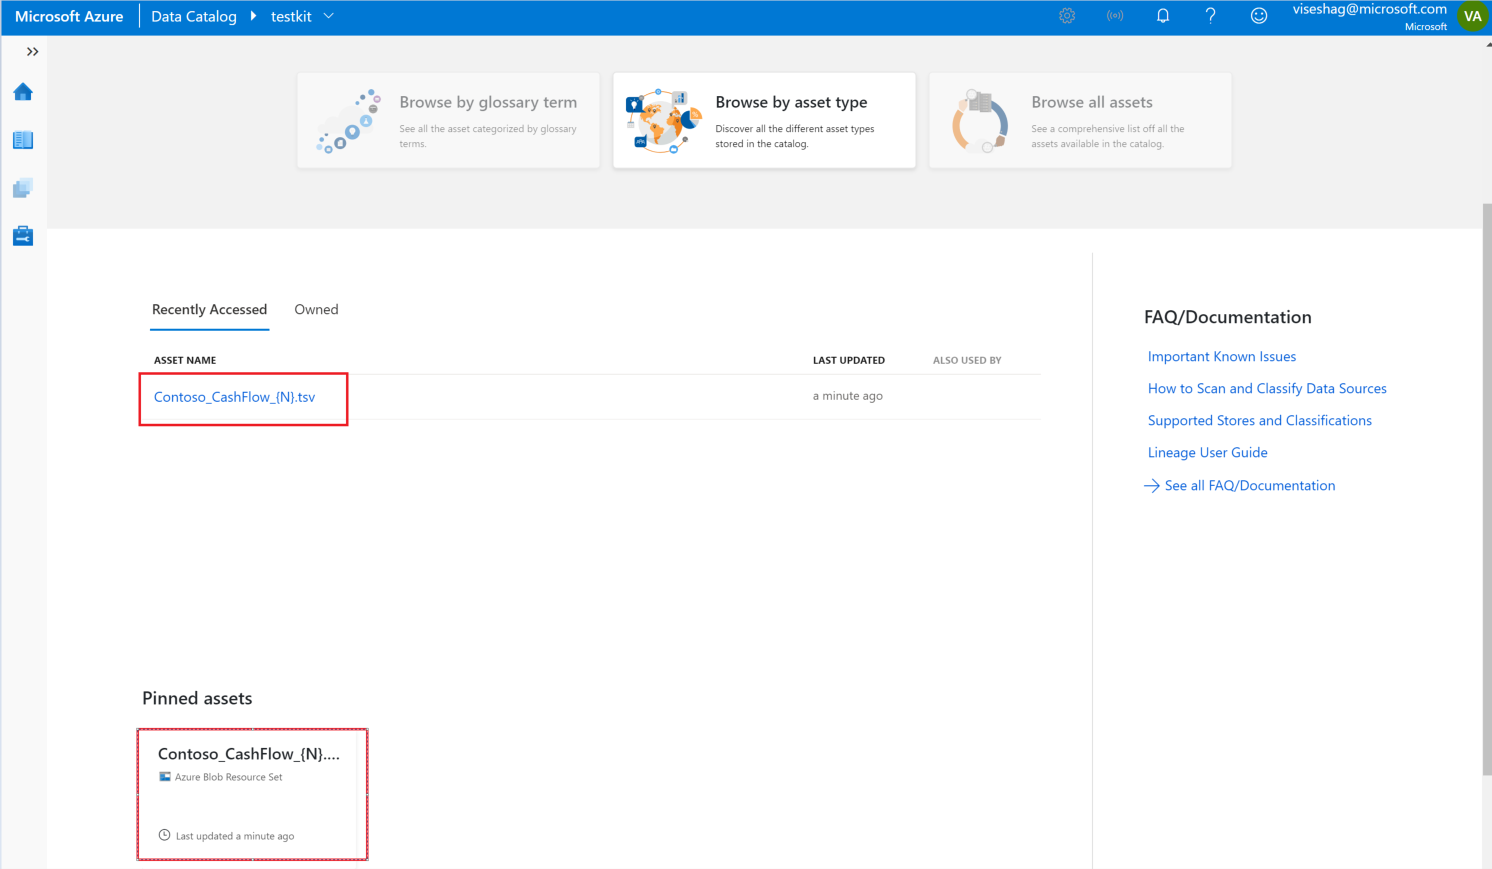 Microsoft Azure
Data Catalog
testkit
viseshag@microsoft.com
Microsoft
VA
Browse by glossary term
See all the asset categorized by glossary
terms.
Browse by asset type
Discover all the different asset types
stored in the catalog.
Browse all assets
See a comprehensive list off all the
assets available in the catalog.
Recently Accessed
Owned
ASSET NAME
LAST UPDATED
ALSO USED BY
Contoso_CashFlow_{N}.tsv
a minute ago
FAQ/Documentation
Important Known Issues
How to Scan and Classify Data Sources
Supported Stores and Classifications
Lineage User Guide
See all FAQ/Documentation
Pinned assets
Contoso_CashFlow_{N}....
Azure Blob Resource Set
Last updated a minute ago